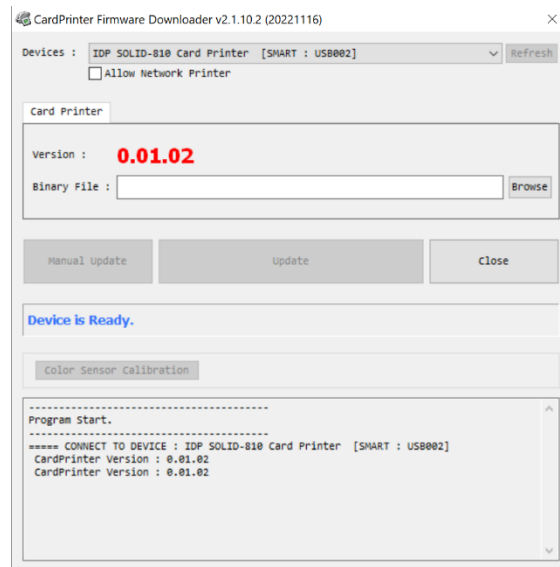 CardPrinter Firmware Downloader v2.1.10.2 (20221116)
Devices : IDP SOLID-810 Card Printer [SMART : USB002] Refresh
Allow Network Printer
Card Printer
Version : 0.01.02
Binary File : Browse
Manual Update Update Close
Device is Ready.
Color Sensor Calibration
----------------------------------------
Program Start.
----------------------------------------
===== CONNECT TO DEVICE : IDP SOLID-810 Card Printer [SMART : USB002]
CardPrinter Version : 0.01.02
CardPrinter Version : 0.01.02